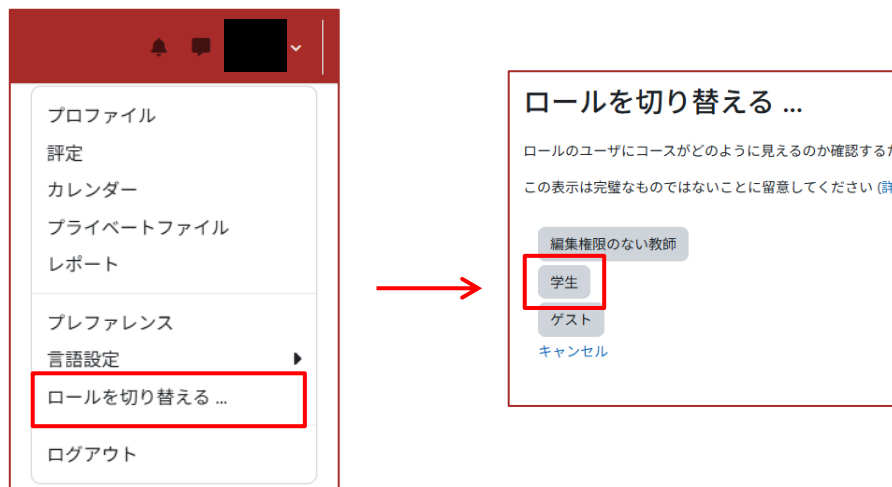 プロファイル
評定
カレンダー
プライベートファイル
レポート
プレファレンス
言語設定
ロールを切り替える ...
ログアウト
ロールを切り替える ...
ロールのユーザにコースがどのように見えるのか確認する
この表示は完璧なものではないことに留意してください (詳
編集権限のない教師
学生
ゲスト
キャンセル